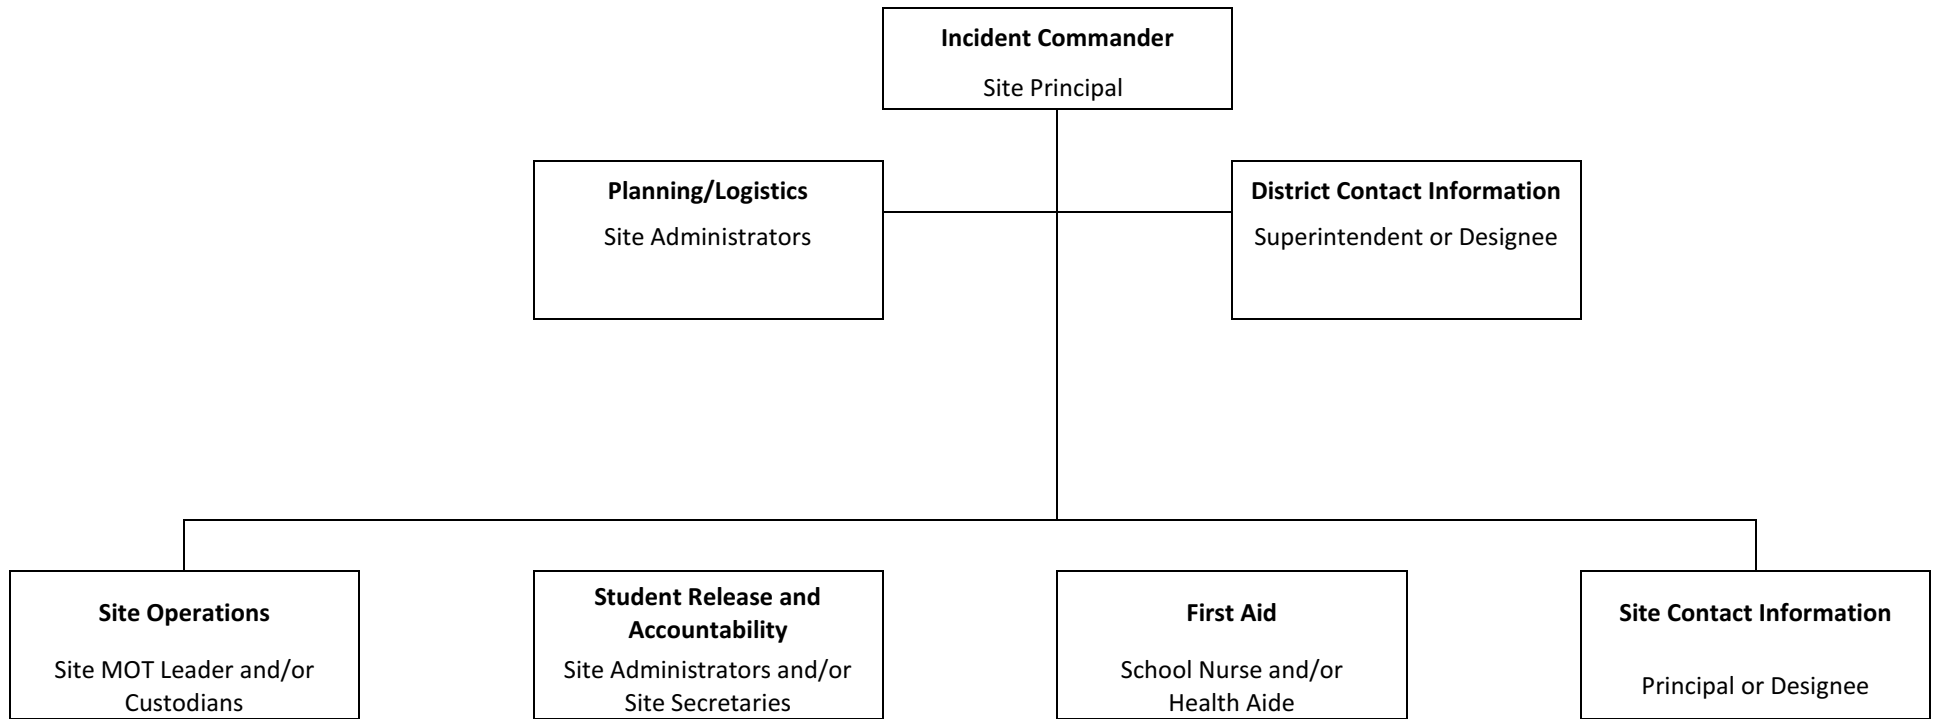 Incident Commander
Site Principal
Planning/Logistics
Site Administrators
District Contact Information
Superintendent or Designee
Site Operations
Site MOT Leader and/or
Custodians
Student Release and
Accountability
Site Administrators and/or
Site Secretaries
First Aid
School Nurse and/or
Health Aide
Site Contact Information
Principal or Designee